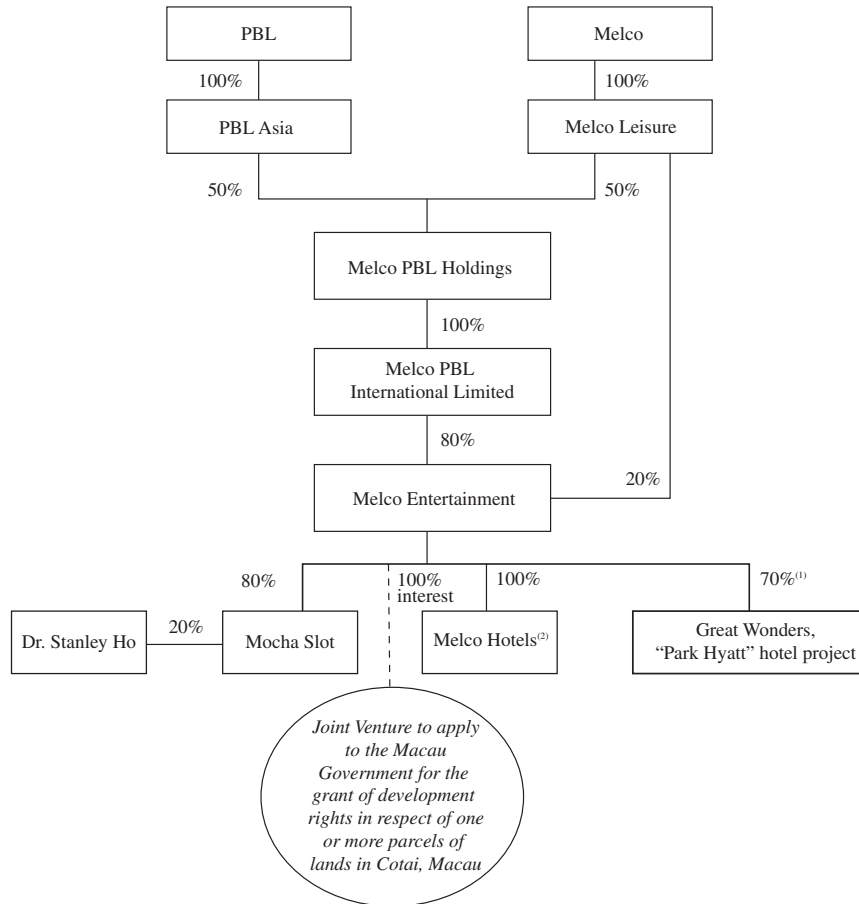 PBL
Melco
100%
100%
PBL Asia
Melco Leisure
50%
50%
Melco PBL Holdings
100%
Melco PBL
International Limited
80%
Melco Entertainment
20%
80%
100%
interest
100%
70%⁽¹⁾
Dr. Stanley Ho
20%
Mocha Slot
Melco Hotels⁽²⁾
Great Wonders,
“Park Hyatt” hotel project
Joint Venture to apply
to the Macau
Government for the
grant of development
rights in respect of one
or more parcels of
lands in Cotai, Macau